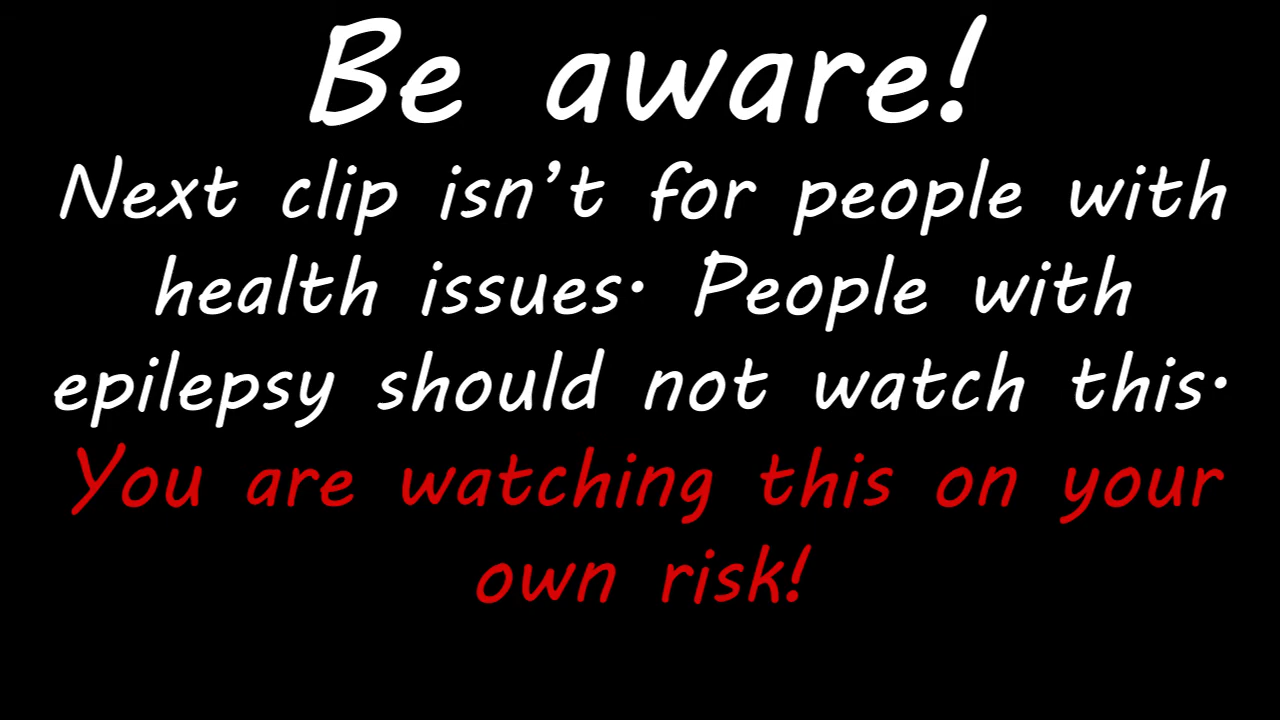 Be aware!
Next clip isn’t for people with
health issues. People with
epilepsy should not watch this.
You are watching this on your
own risk!